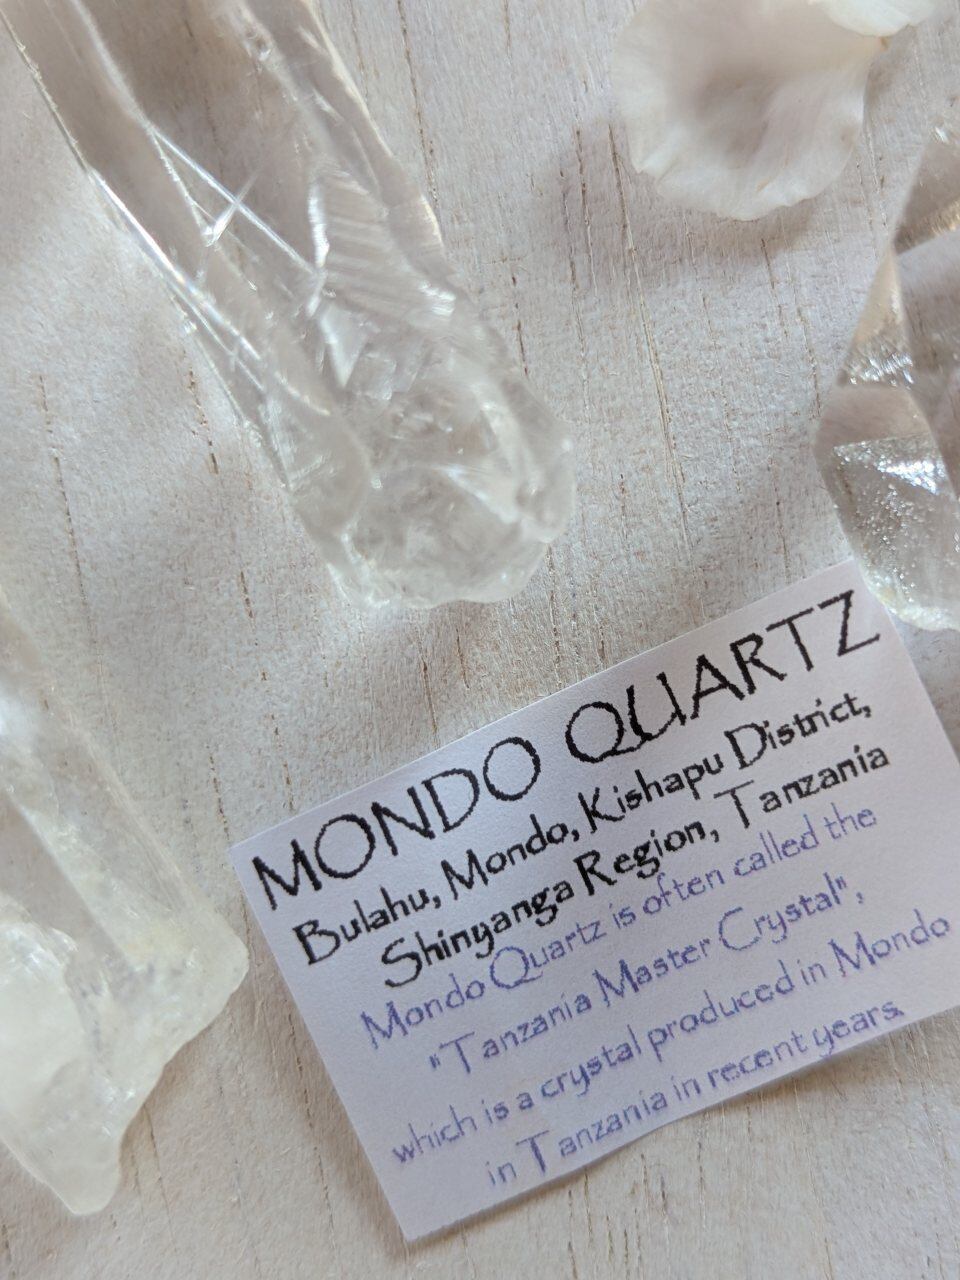 MONDO QUARTZ
Bulahu, Mondo, Kishapu District,
Shinyanga Region, Tanzania
Mondo Quartz is often called the
"Tanzania Master Crystal",
which is a crystal produced in Mondo
in Tanzania in recent years.